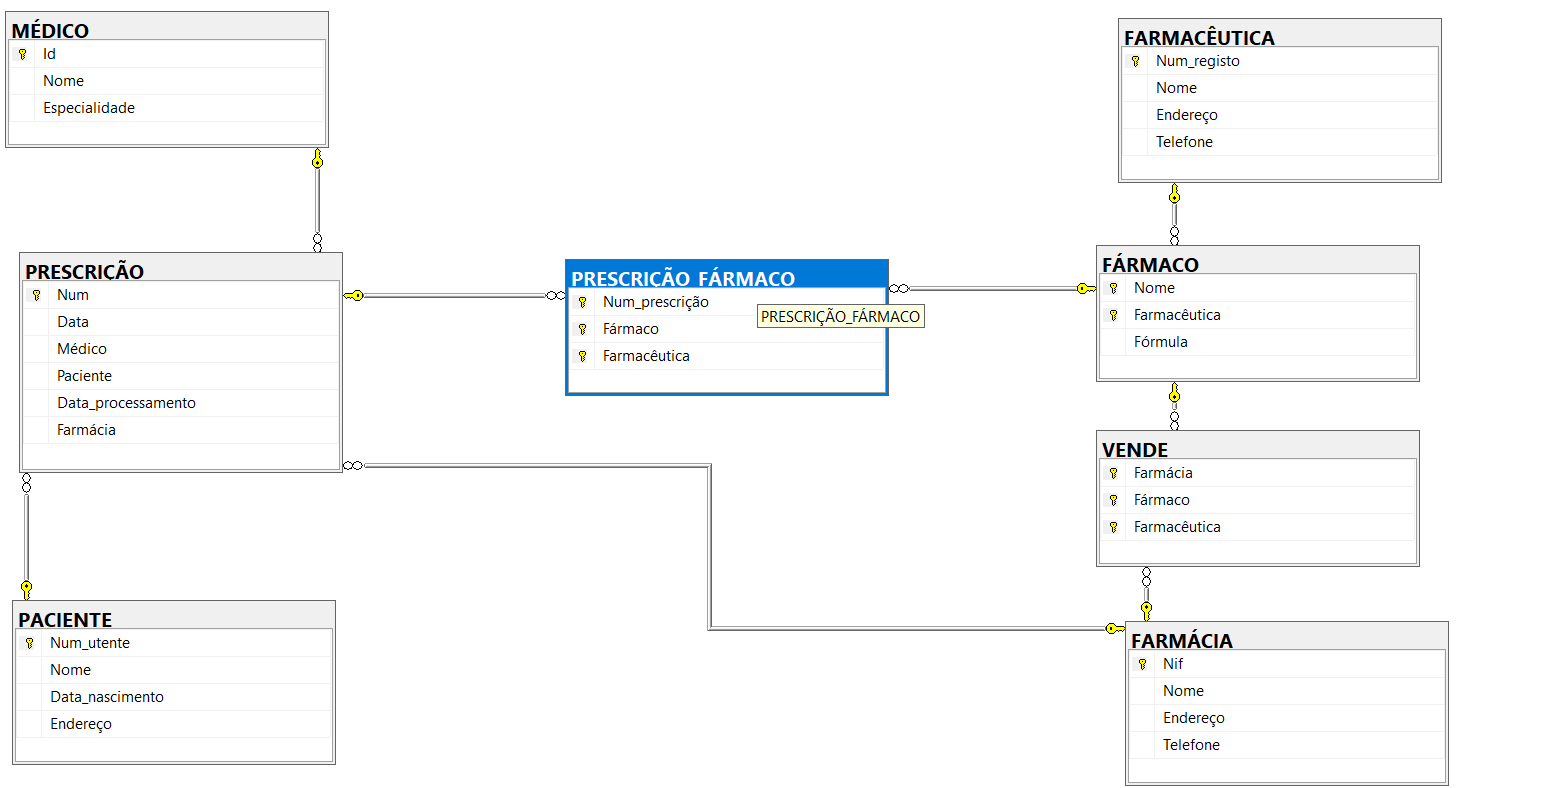 MÉDICO
Id
Nome
Especialidade
FARMACÊUTICA
Num_registo
Nome
Endereço
Telefone
PRESCRIÇÃO
Num
Data
Médico
Paciente
Data_processamento
Farmácia
PRESCRIÇÃO_FÁRMACO
Num_prescrição
Fármaco
Farmacêutica
PRESCRIÇÃO_FÁRMACO
FÁRMACO
Nome
Farmacêutica
Fórmula
VENDE
Farmácia
Fármaco
Farmacêutica
PACIENTE
Num_utente
Nome
Data_nascimento
Endereço
FARMÁCIA
Nif
Nome
Endereço
Telefone